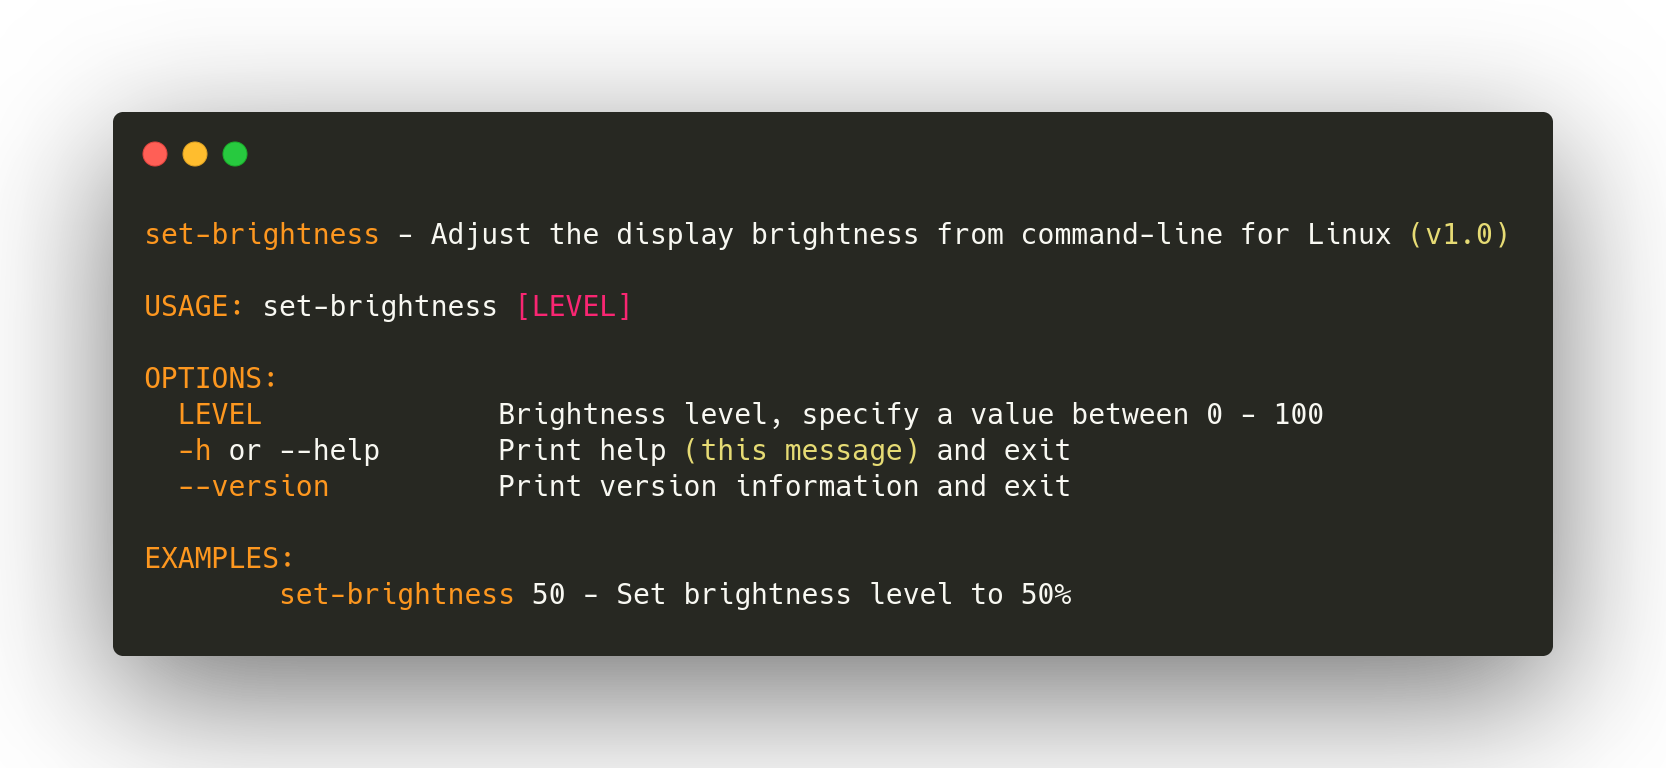 set-brightness - Adjust the display brightness from command-line for Linux (v1.0)
USAGE: set-brightness [LEVEL]
OPTIONS:
LEVEL Brightness level, specify a value between 0 - 100
-h or --help Print help (this message) and exit
--version Print version information and exit
EXAMPLES:
set-brightness 50 - Set brightness level to 50%